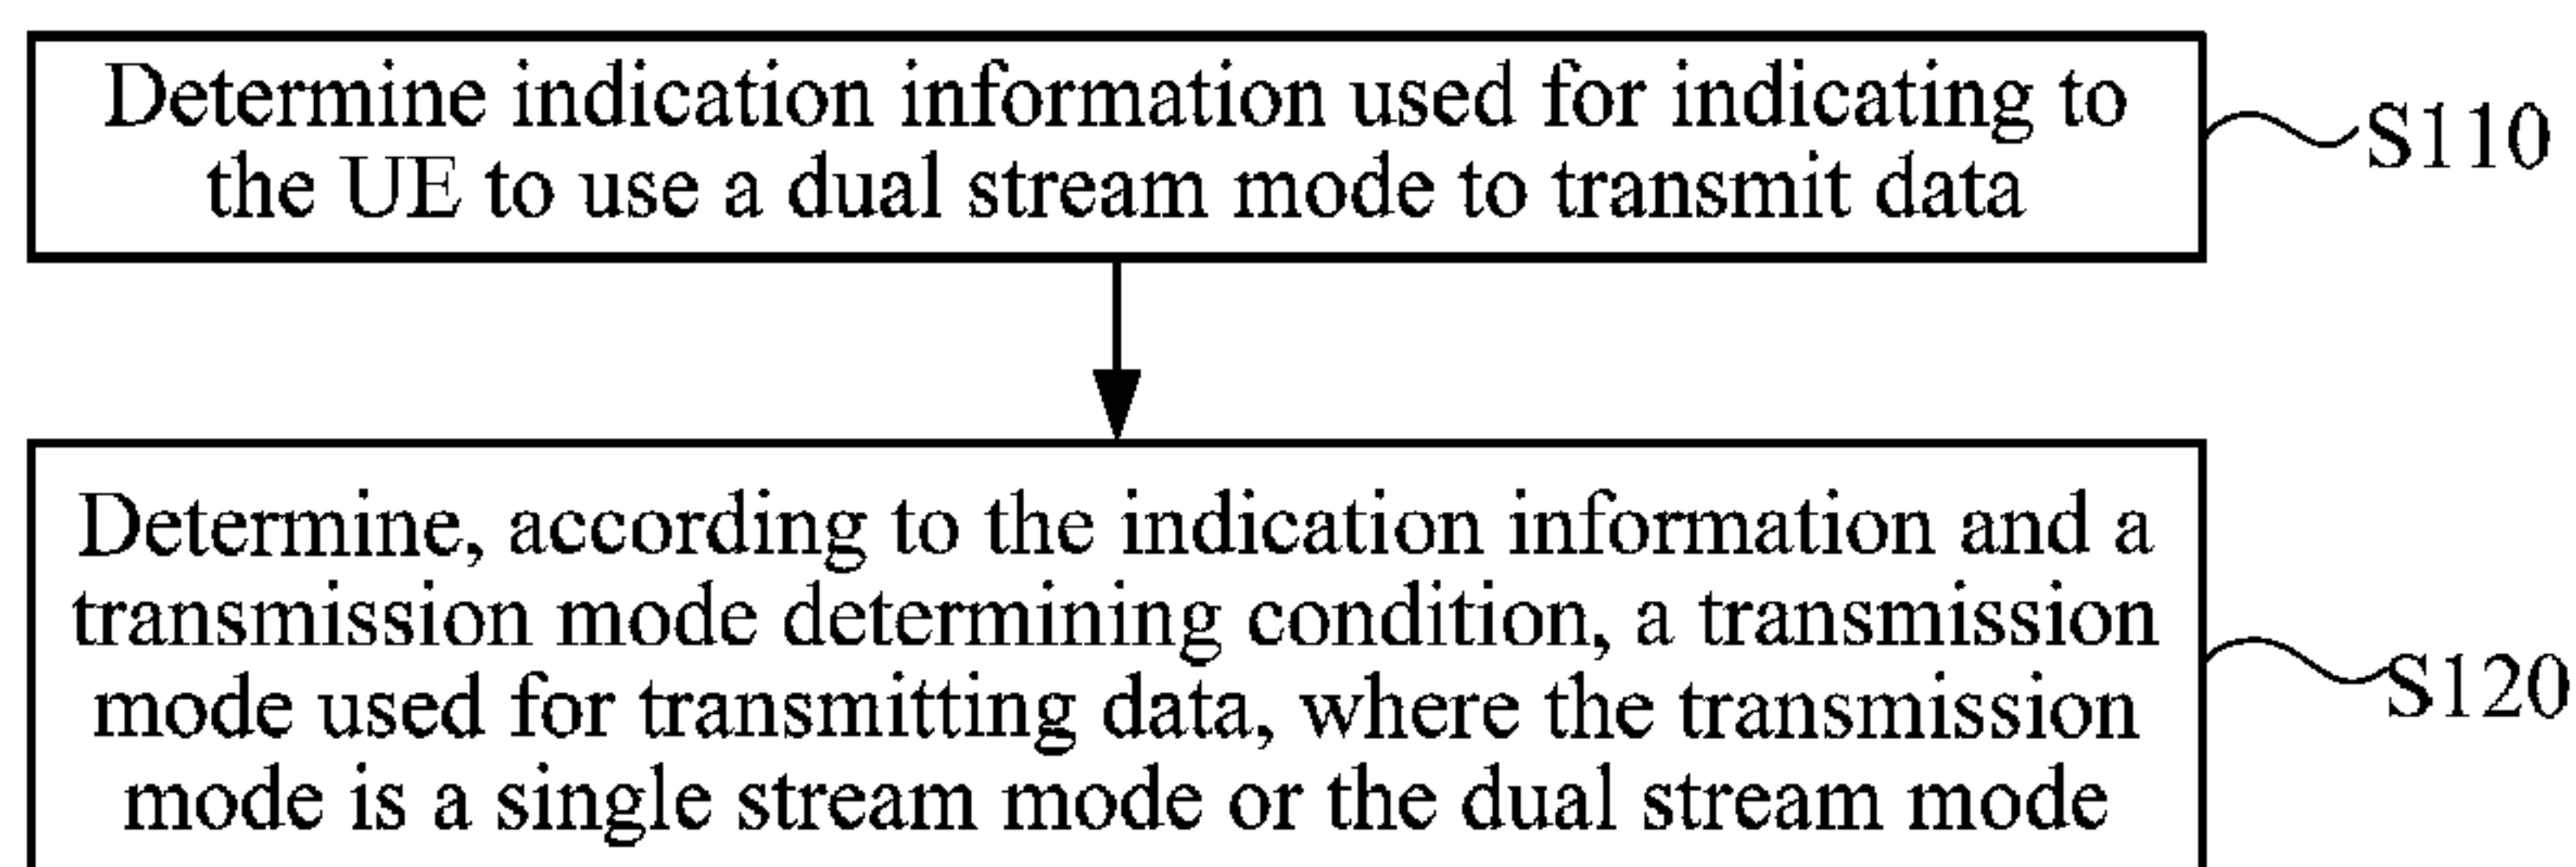 Determine indication information used for indicating to
the UE to use a dual stream mode to transmit data
S110
Determine, according to the indication information and a
transmission mode determining condition, a transmission
mode used for transmitting data, where the transmission
mode is a single stream mode or the dual stream mode
S120